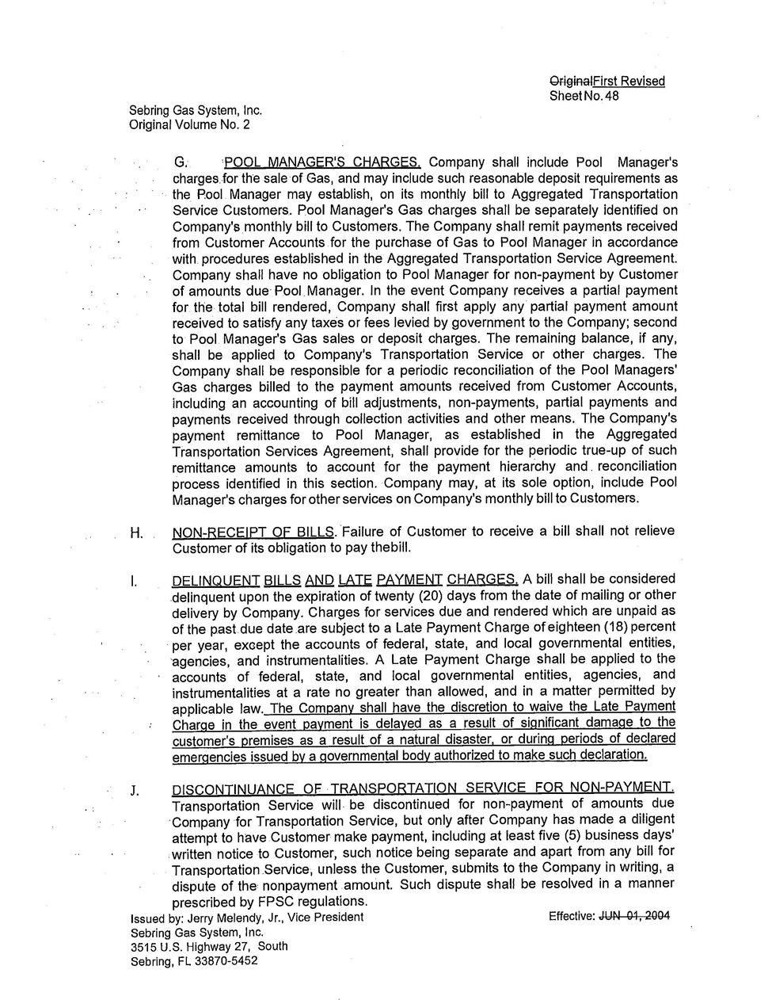 OriginalFirst Revised
Sheet No. 48
Sebring Gas System, Inc.
Original Volume No. 2
G. POOL MANAGER'S CHARGES. Company shall include Pool Manager's
charges for the sale of Gas, and may include such reasonable deposit requirements as
the Pool Manager may establish, on its monthly bill to Aggregated Transportation
Service Customers. Pool Manager's Gas charges shall be separately identified on
Company's monthly bill to Customers. The Company shall remit payments received
from Customer Accounts for the purchase of Gas to Pool Manager in accordance
with procedures established in the Aggregated Transportation Service Agreement.
Company shall have no obligation to Pool Manager for non-payment by Customer
of amounts due Pool Manager. In the event Company receives a partial payment
for the total bill rendered, Company shall first apply any partial payment amount
received to satisfy any taxes or fees levied by government to the Company; second
to Pool Manager's Gas sales or deposit charges. The remaining balance, if any,
shall be applied to Company's Transportation Service or other charges. The
Company shall be responsible for a periodic reconciliation of the Pool Managers'
Gas charges billed to the payment amounts received from Customer Accounts,
including an accounting of bill adjustments, non-payments, partial payments and
payments received through collection activities and other means. The Company's
payment remittance to Pool Manager, as established in the Aggregated
Transportation Services Agreement, shall provide for the periodic true-up of such
remittance amounts to account for the payment hierarchy and reconciliation
process identified in this section. Company may, at its sole option, include Pool
Manager's charges for other services on Company's monthly bill to Customers.
H. NON-RECEIPT OF BILLS. Failure of Customer to receive a bill shall not relieve
Customer of its obligation to pay thebill.
I. DELINQUENT BILLS AND LATE PAYMENT CHARGES. A bill shall be considered
delinquent upon the expiration of twenty (20) days from the date of mailing or other
delivery by Company. Charges for services due and rendered which are unpaid as
of the past due date are subject to a Late Payment Charge of eighteen (18) percent
per year, except the accounts of federal, state, and local governmental entities,
agencies, and instrumentalities. A Late Payment Charge shall be applied to the
accounts of federal, state, and local governmental entities, agencies, and
instrumentalities at a rate no greater than allowed, and in a matter permitted by
applicable law. The Company shall have the discretion to waive the Late Payment
Charge in the event payment is delayed as a result of significant damage to the
customer's premises as a result of a natural disaster, or during periods of declared
emergencies issued by a governmental body authorized to make such declaration.
J. DISCONTINUANCE OF TRANSPORTATION SERVICE FOR NON-PAYMENT.
Transportation Service will be discontinued for non-payment of amounts due
Company for Transportation Service, but only after Company has made a diligent
attempt to have Customer make payment, including at least five (5) business days'
written notice to Customer, such notice being separate and apart from any bill for
Transportation Service, unless the Customer, submits to the Company in writing, a
dispute of the nonpayment amount. Such dispute shall be resolved in a manner
prescribed by FPSC regulations.
Issued by: Jerry Melendy, Jr., Vice President Effective: JUN 01, 2004
Sebring Gas System, Inc.
3515 U.S. Highway 27, South
Sebring, FL 33870-5452